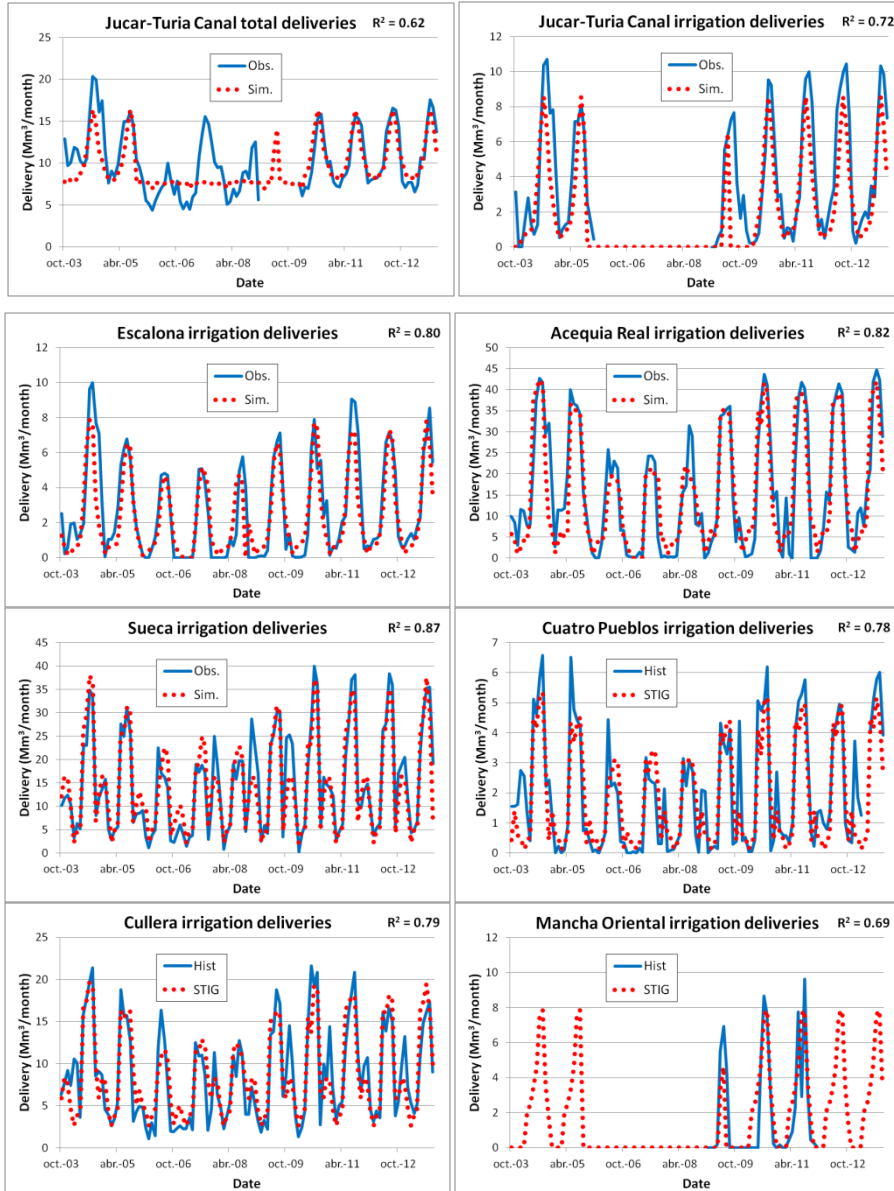 Jucar-Turia Canal total deliveries
R² = 0.62
Delivery (Mm³/month)
25
20
15
10
5
0
Obs.
Sim.
oct.-03
abr.-05
oct.-06
abr.-08
oct.-09
abr.-11
oct.-12
Date
Jucar-Turia Canal irrigation deliveries
R² = 0.72
Delivery (Mm³/month)
12
10
8
6
4
2
0
Obs.
Sim.
oct.-03
abr.-05
oct.-06
abr.-08
oct.-09
abr.-11
oct.-12
Date
Escalona irrigation deliveries
R² = 0.80
Delivery (Mm³/month)
12
10
8
6
4
2
0
Obs.
Sim.
oct.-03
abr.-05
oct.-06
abr.-08
oct.-09
abr.-11
oct.-12
Date
Acequia Real irrigation deliveries
R² = 0.82
Delivery (Mm³/month)
50
45
40
35
30
25
20
15
10
5
0
Obs.
Sim.
oct.-03
abr.-05
oct.-06
abr.-08
oct.-09
abr.-11
oct.-12
Date
Sueca irrigation deliveries
R² = 0.87
Delivery (Mm³/month)
45
40
35
30
25
20
15
10
5
0
Obs.
Sim.
oct.-03
abr.-05
oct.-06
abr.-08
oct.-09
abr.-11
oct.-12
Date
Cuatro Pueblos irrigation deliveries
R² = 0.78
Delivery (Mm³/month)
7
6
5
4
3
2
1
0
Hist
STIG
oct.-03
abr.-05
oct.-06
abr.-08
oct.-09
abr.-11
oct.-12
Date
Cullera irrigation deliveries
R² = 0.79
Delivery (Mm³/month)
25
20
15
10
5
0
Hist
STIG
oct.-03
abr.-05
oct.-06
abr.-08
oct.-09
abr.-11
oct.-12
Date
Mancha Oriental irrigation deliveries
R² = 0.69
Delivery (Mm³/month)
12
10
8
6
4
2
0
Hist
STIG
oct.-03
abr.-05
oct.-06
abr.-08
oct.-09
abr.-11
oct.-12
Date